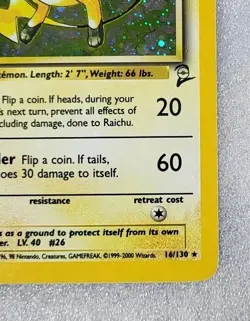 okémon. Length: 2' 7", Weight: 66 lbs.
Flip a coin. If heads, during your
's next turn, prevent all effects of
cluding damage, done to Raichu.
20
der Flip a coin. If tails,
oes 30 damage to itself.
60
resistance
retreat cost
s as a ground to protect itself from its own
er. LV. 40 #26
96, 98 Nintendo, Creatures, GAMEFREAK. ©1999-2000 Wizards.
16/130 ★